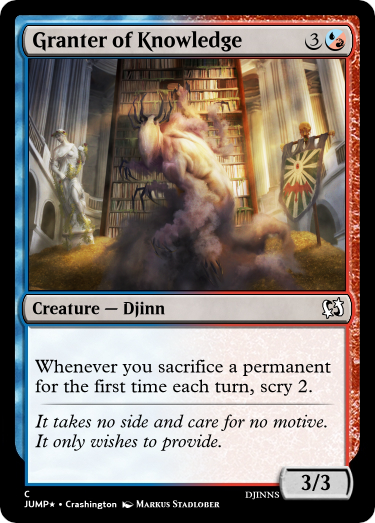 Granter of Knowledge 3
Creature — Djinn
Whenever you sacrifice a permanent
for the first time each turn, scry 2.
It takes no side and care for no motive.
It only wishes to provide.
3/3
C
JUMP★ • Crashington Markus Stadlober
DJINNS